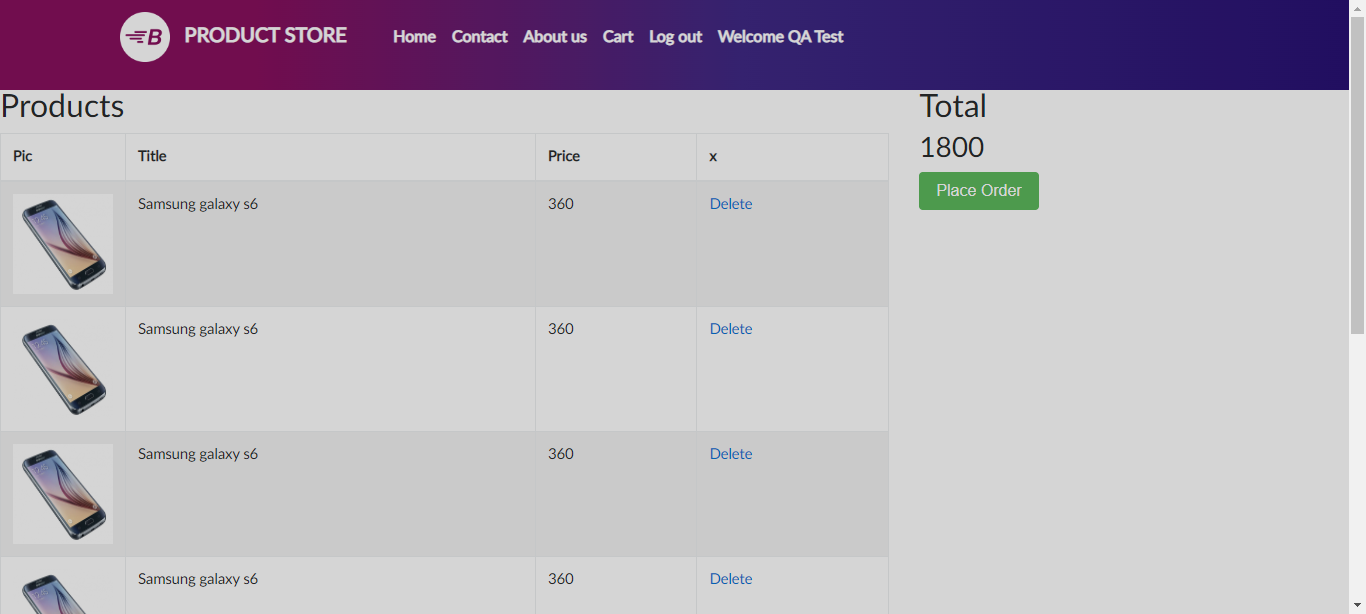 B PRODUCT STORE Home Contact About us Cart Log out Welcome QA Test
Products
Total
Pic Title Price x
1800
Place Order
Samsung galaxy s6 360 Delete
Samsung galaxy s6 360 Delete
Samsung galaxy s6 360 Delete
Samsung galaxy s6 360 Delete